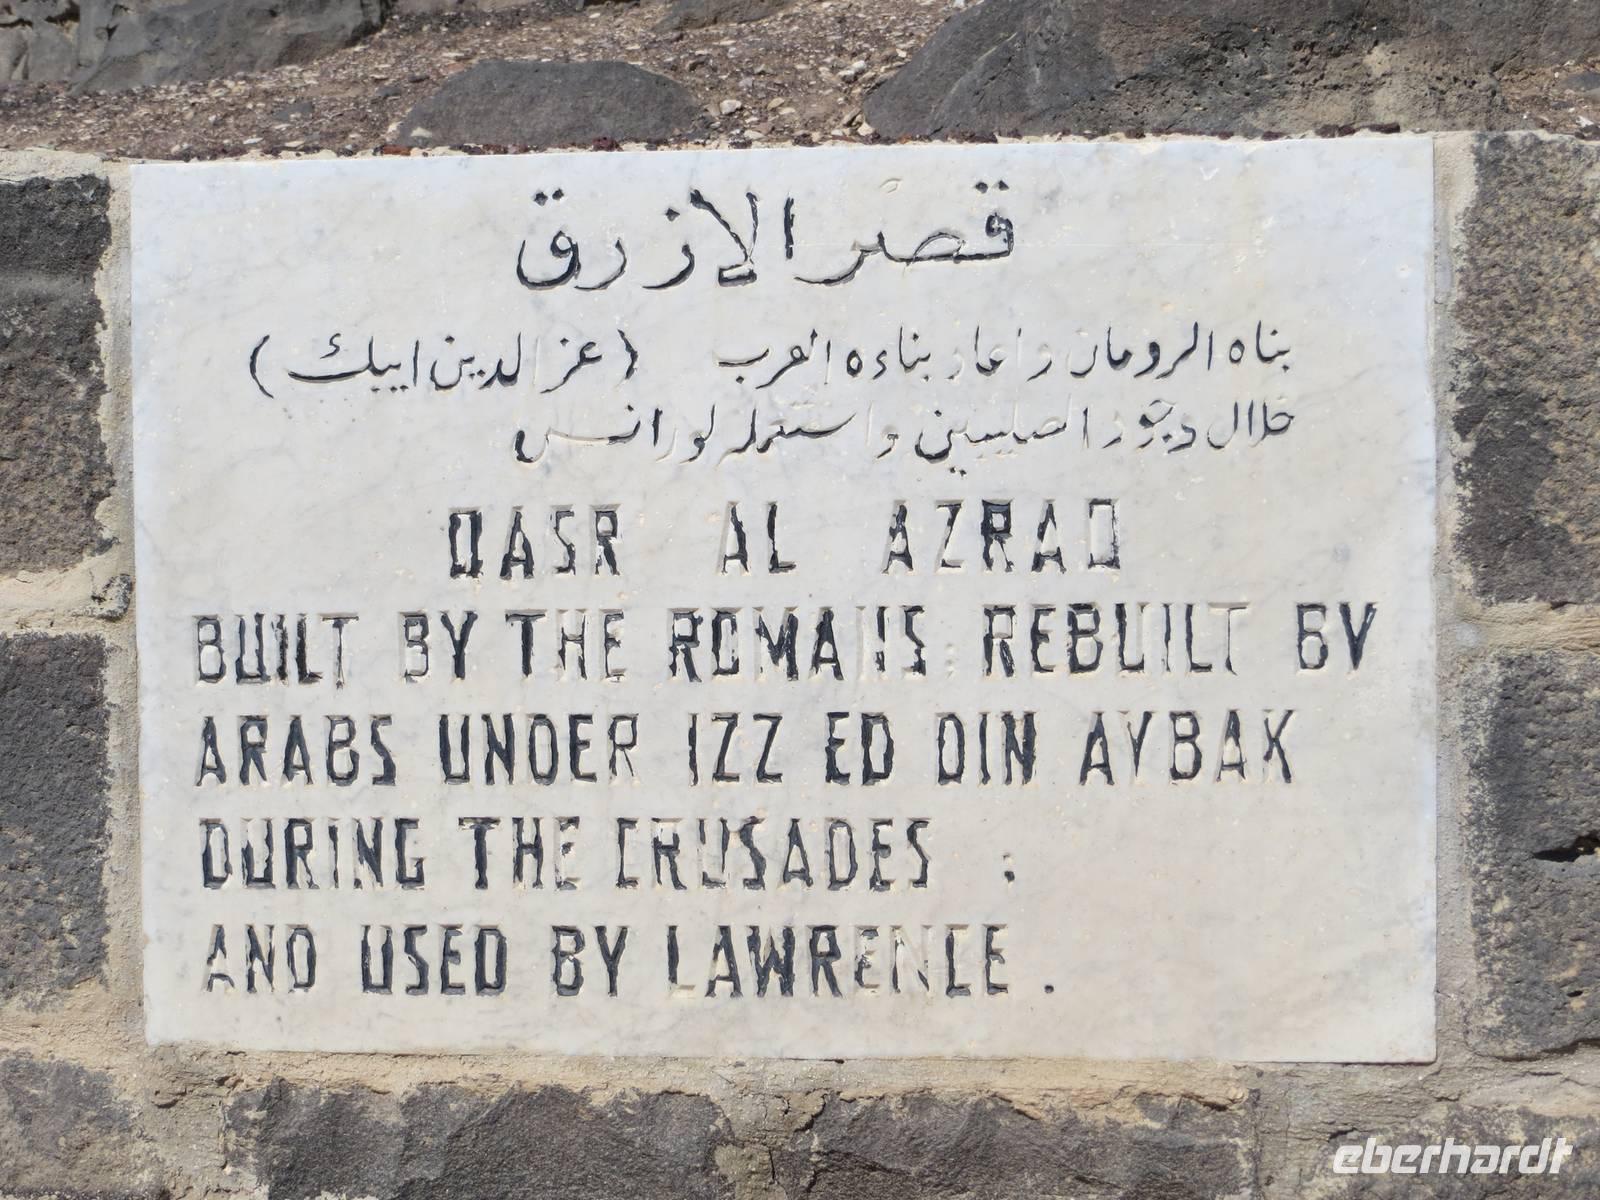 قصر الازرق
بناه الرومان واعاد بناءه العرب (عز الدين ايبك)
خلال وجود الصليبيين واستعمله لورانس
QASR AL AZRAQ
BUILT BY THE ROMANS: REBUILT BY
ARABS UNDER IZZ ED DIN AYBAK
DURING THE CRUSADES :
AND USED BY LAWRENCE .
eberhardt